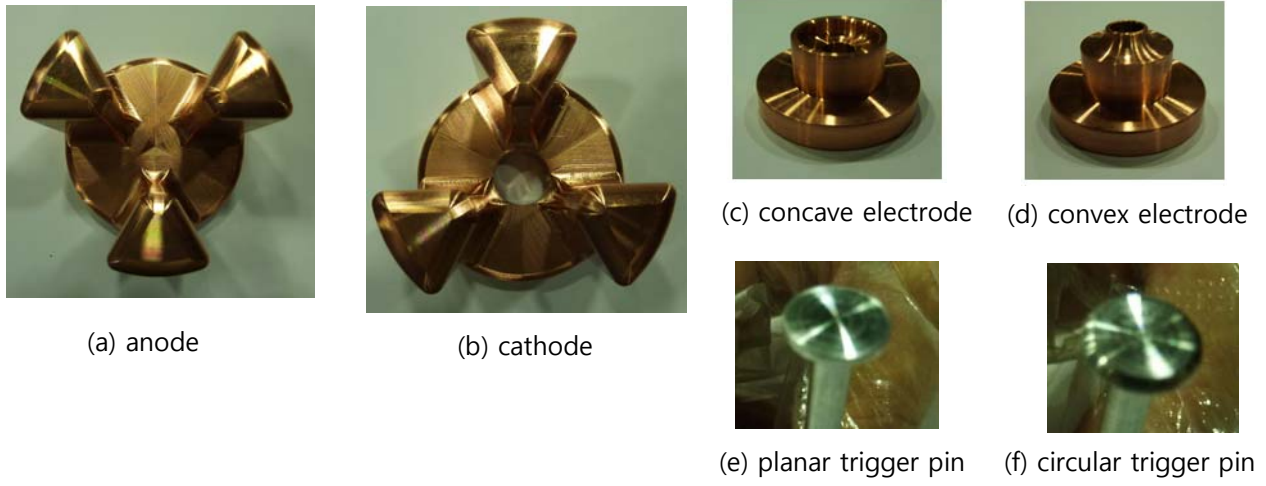 (a) anode
(b) cathode
(c) concave electrode
(d) convex electrode
(e) planar trigger pin
(f) circular trigger pin